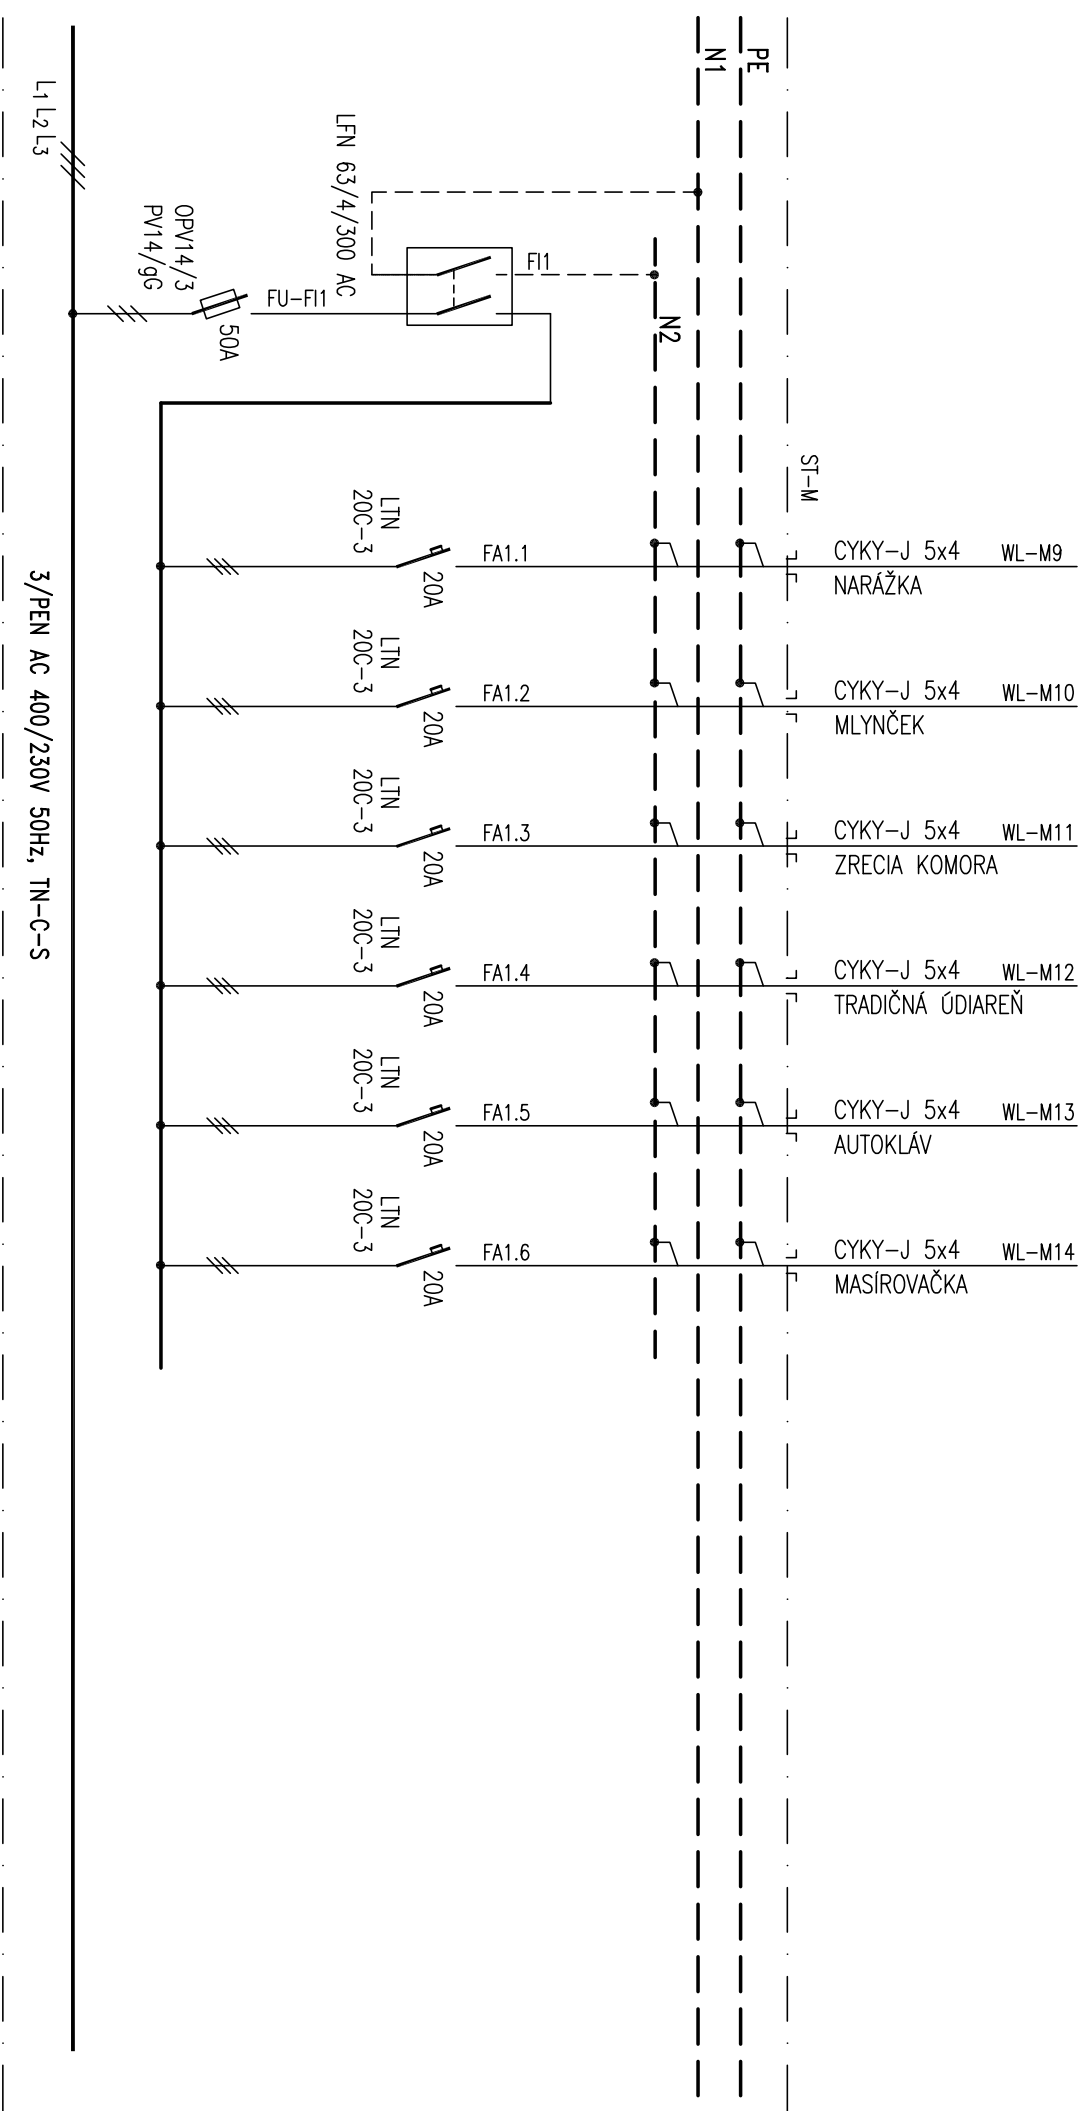 PE
N1
L1 L2 L3
LFN 63/4/300 AC
OPV14/3
PV14/gG
FU-FI1
50A
FI1
N2
ST-M
LTN
20C-3
20A
FA1.1
CYKY-J 5x4 WL-M9
NARÁŽKA
LTN
20C-3
20A
FA1.2
CYKY-J 5x4 WL-M10
MLYNČEK
LTN
20C-3
20A
FA1.3
CYKY-J 5x4 WL-M11
ZRECIA KOMORA
LTN
20C-3
20A
FA1.4
CYKY-J 5x4 WL-M12
TRADIČNÁ ÚDIAREŇ
LTN
20C-3
20A
FA1.5
CYKY-J 5x4 WL-M13
AUTOKLÁV
LTN
20C-3
20A
FA1.6
CYKY-J 5x4 WL-M14
MASÍROVAČKA
3/PEN AC 400/230V 50Hz, TN-C-S